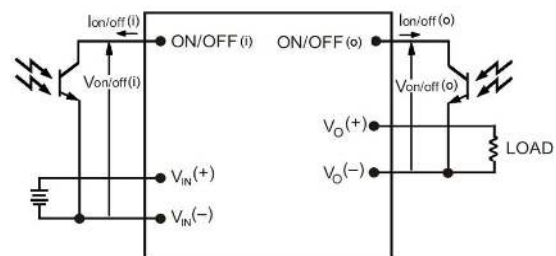 Ion/off(i)
Ion/off(o)
ON/OFF(i)
ON/OFF(o)
Von/off(i)
Von/off(o)
VO(+)
LOAD
VIN(+)
VO(−)
VIN(−)